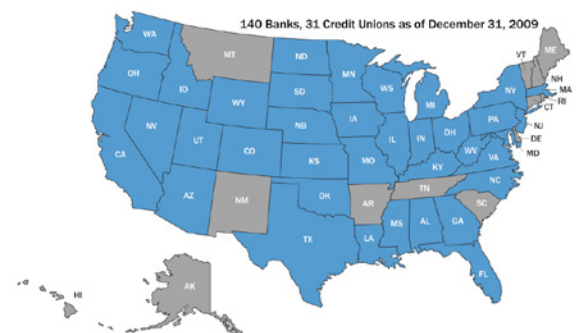 140 Banks, 31 Credit Unions as of December 31, 2009
WA
MT
ND
MN
VT
ME
NH
MA
RI
CT
NY
OR
ID
SD
WS
MI
WY
IA
PA
NJ
DE
MD
NV
NB
IL
IN
OH
WV
VA
UT
CO
KS
MO
KY
CA
NC
AZ
NM
OK
AR
TN
SC
MS
AL
GA
TX
LA
FL
AK
HI